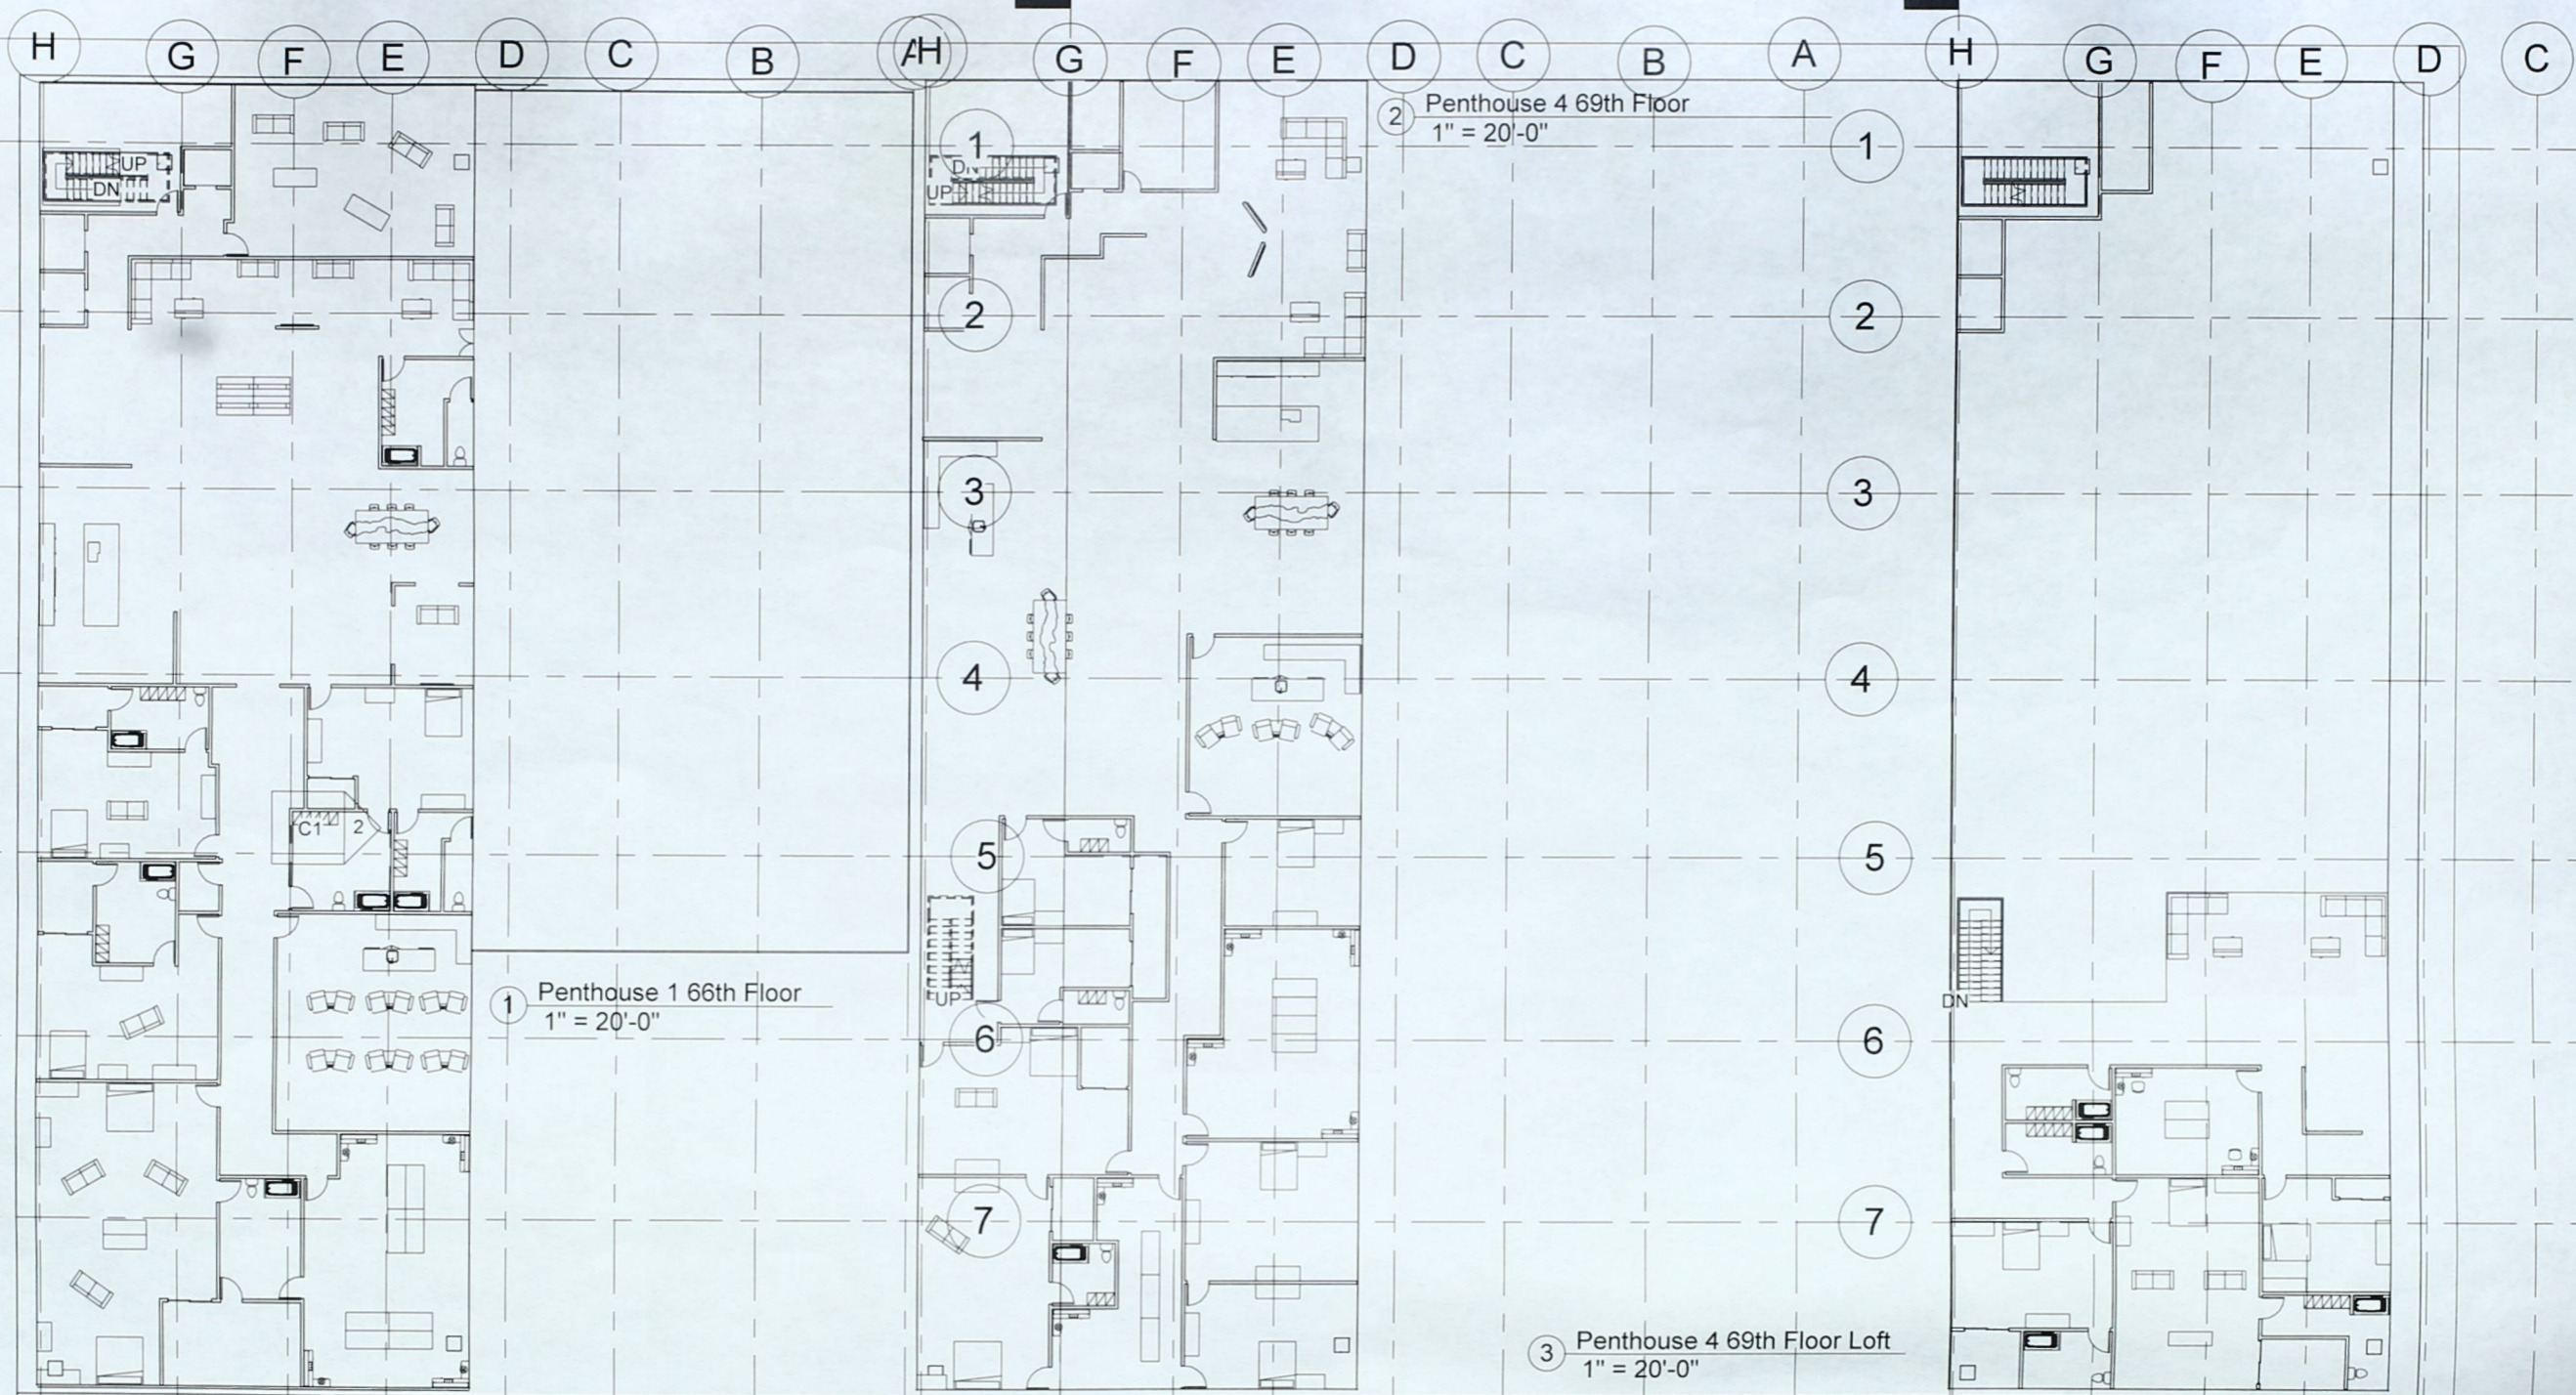 H G F E D C B A H G F E D C B A H G F E D C
2 Penthouse 4 69th Floor
1" = 20'-0"
1 1
UP
DN
DN
UP
2 2
3 3
4 4
C1 2
5 5
1 Penthouse 1 66th Floor
1" = 20'-0"
UP
DN
6 6
7 7
3 Penthouse 4 69th Floor Loft
1" = 20'-0"